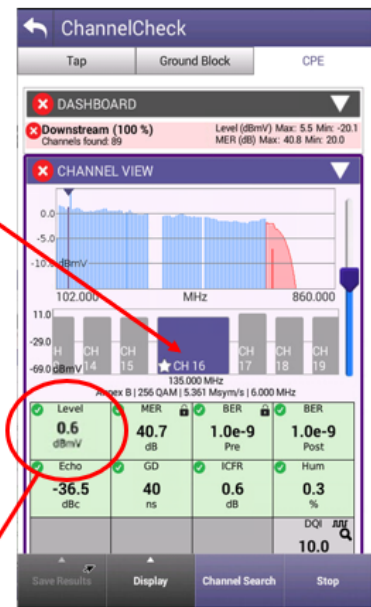 ChannelCheck
Tap Ground Block CPE
DASHBOARD
Downstream (100 %) Level (dBmV) Max: 5.5 Min: -20.1
Channels found: 89 MER (dB) Max: 40.8 Min: 20.0
CHANNEL VIEW
0.0
-5.0
-10.0 dBmV
102.000 MHz 860.000
11.0
-29.0
-69.0 dBmV
H CH CH CH CH CH
14 15 CH 16 17 18 19
135.000 MHz
Annex B | 256 QAM | 5.361 Msym/s | 6.000 MHz
Level MER BER BER
0.6 40.7 1.0e-9 1.0e-9
dBmV dB Pre Post
Echo GD ICFR Hum
-36.5 40 0.6 0.3
dBc ns dB %
DQI
10.0
Save Results Display Channel Search Stop